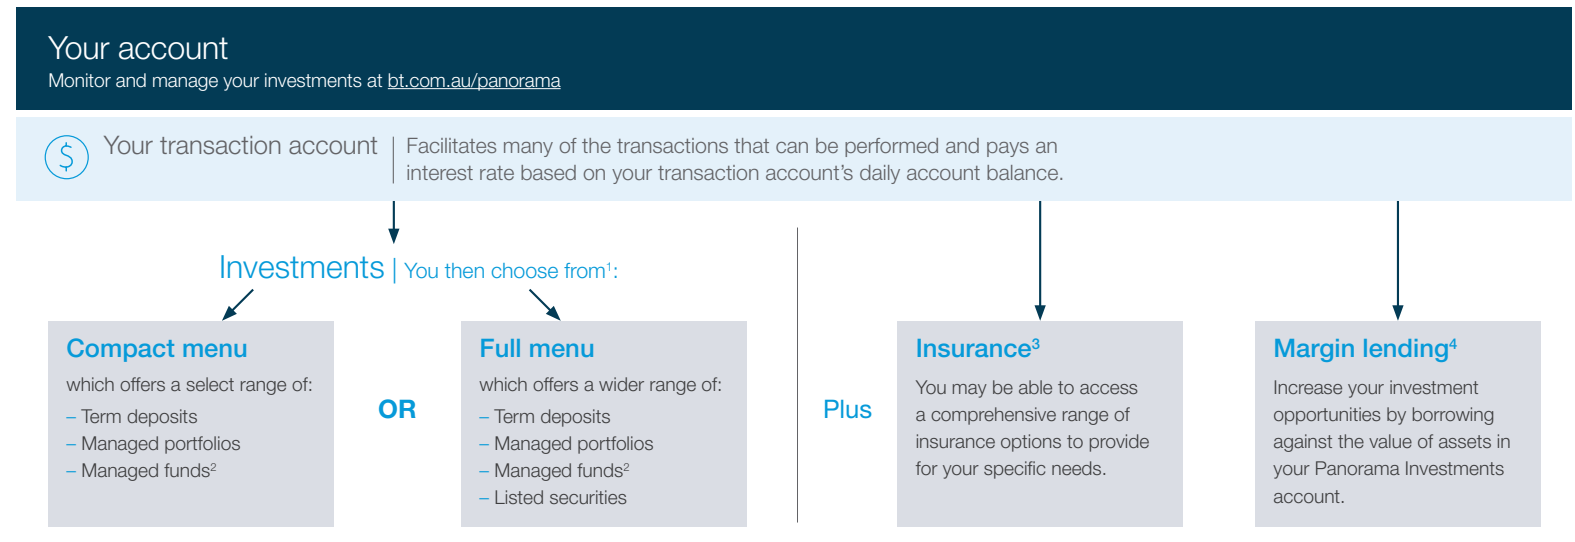 Your account
Monitor and manage your investments at bt.com.au/panorama
$
Your transaction account
Facilitates many of the transactions that can be performed and pays an
interest rate based on your transaction account’s daily account balance.
Investments | You then choose from¹:
Compact menu
which offers a select range of:
– Term deposits
– Managed portfolios
– Managed funds²
OR
Full menu
which offers a wider range of:
– Term deposits
– Managed portfolios
– Managed funds²
– Listed securities
Plus
Insurance³
You may be able to access
a comprehensive range of
insurance options to provide
for your specific needs.
Margin lending⁴
Increase your investment
opportunities by borrowing
against the value of assets in
your Panorama Investments
account.